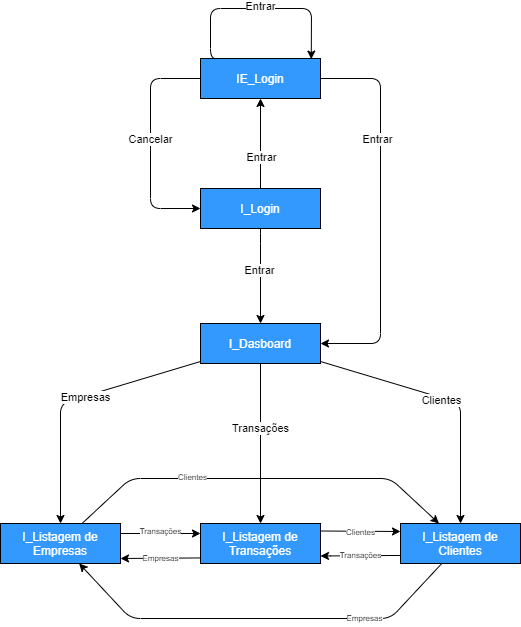 Entrar
IE_Login
Cancelar
Entrar
Entrar
I_Login
Entrar
I_Dasboard
Empresas
Clientes
Transações
Clientes
I_Listagem de
Empresas
Transações
Empresas
I_Listagem de
Transações
Clientes
Transações
I_Listagem de
Clientes
Empresas